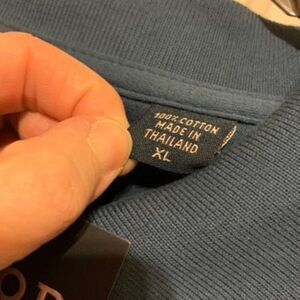 100% COTTON
MADE IN
THAILAND
XL